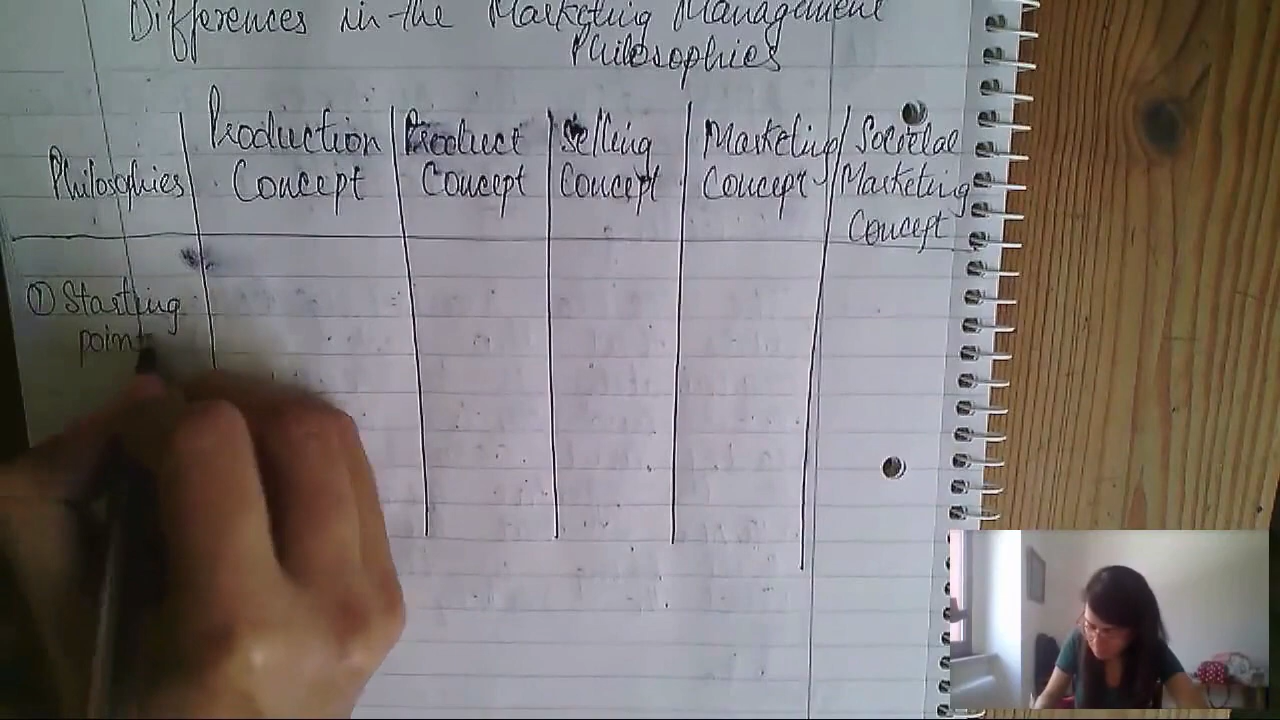 Differences in the Marketing Management
Philosophies
Philosophies
Production
Concept
Product
Concept
Selling
Concept
Marketing
Concept
Societal
Marketing
Concept
① Starting
point